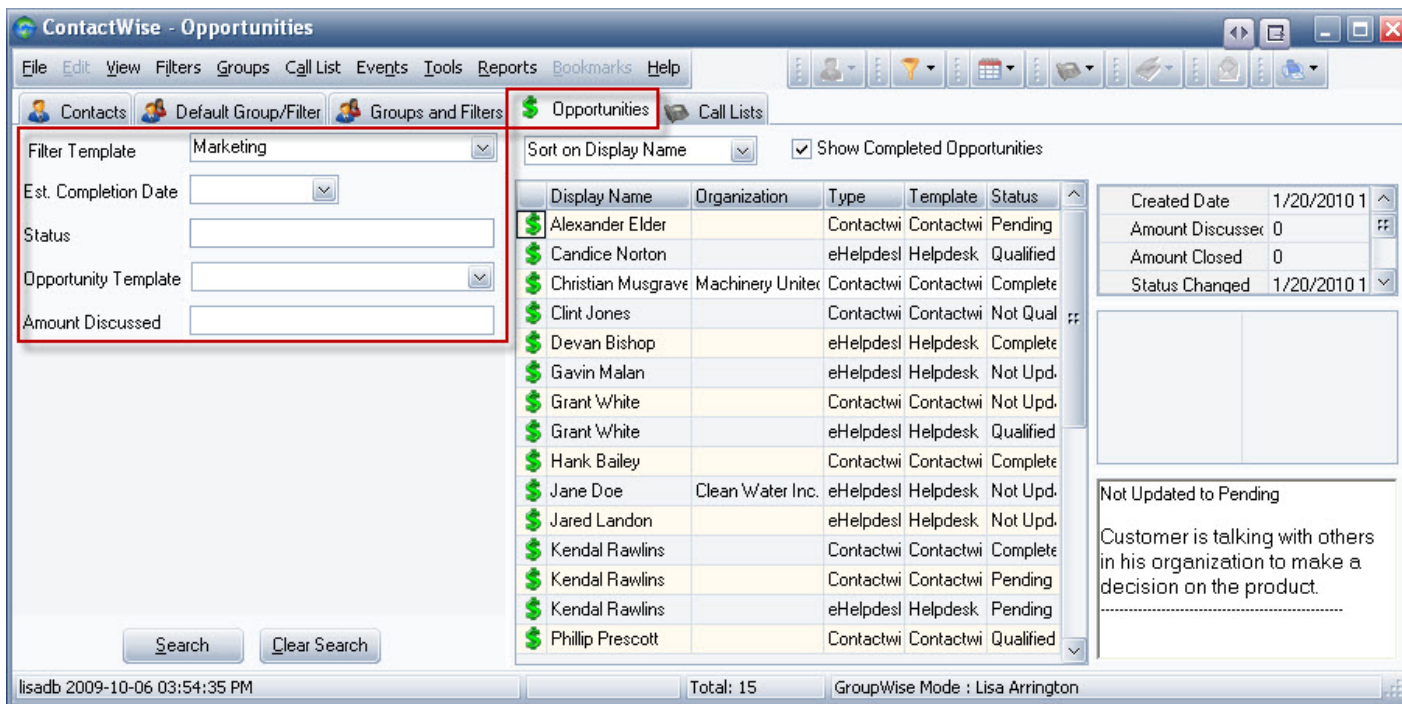 ContactWise - Opportunities
File Edit View Filters Groups Call List Events Tools Reports Bookmarks Help
Contacts Default Group/Filter Groups and Filters Opportunities Call Lists
Filter Template Marketing
Est. Completion Date
Status
Opportunity Template
Amount Discussed
Search Clear Search
Sort on Display Name Show Completed Opportunities
Display Name Organization Type Template Status
Alexander Elder Contactwi Contactwi Pending
Candice Norton eHelpdesl Helpdesk Qualified
Christian Musgrave Machinery Unitec Contactwi Contactwi Complete
Clint Jones Contactwi Contactwi Not Qual
Devan Bishop eHelpdesl Helpdesk Complete
Gavin Malan eHelpdesl Helpdesk Not Upd
Grant White Contactwi Contactwi Not Upd
Grant White eHelpdesl Helpdesk Qualified
Hank Bailey Contactwi Contactwi Complete
Jane Doe Clean Water Inc. eHelpdesl Helpdesk Not Upd
Jared Landon eHelpdesl Helpdesk Not Upd
Kendal Rawlins Contactwi Contactwi Complete
Kendal Rawlins Contactwi Contactwi Pending
Kendal Rawlins eHelpdesl Helpdesk Pending
Phillip Prescott Contactwi Contactwi Qualified
Created Date 1/20/2010 1
Amount Discussec 0
Amount Closed 0
Status Changed 1/20/2010 1
Not Updated to Pending
Customer is talking with others
in his organization to make a
decision on the product.
lisadb 2009-10-06 03:54:35 PM Total: 15 GroupWise Mode : Lisa Arrington